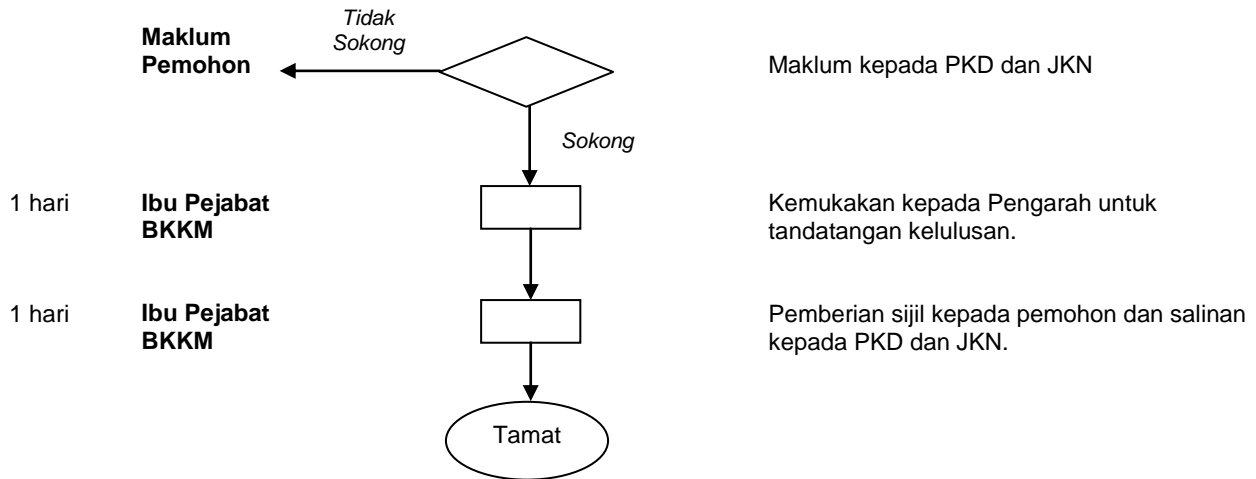 Tidak
Sokong
Maklum
Pemohon
Maklum kepada PKD dan JKN
Sokong
1 hari
Ibu Pejabat
BKKM
Kemukakan kepada Pengarah untuk
tandatangan kelulusan.
1 hari
Ibu Pejabat
BKKM
Pemberian sijil kepada pemohon dan salinan
kepada PKD dan JKN.
Tamat